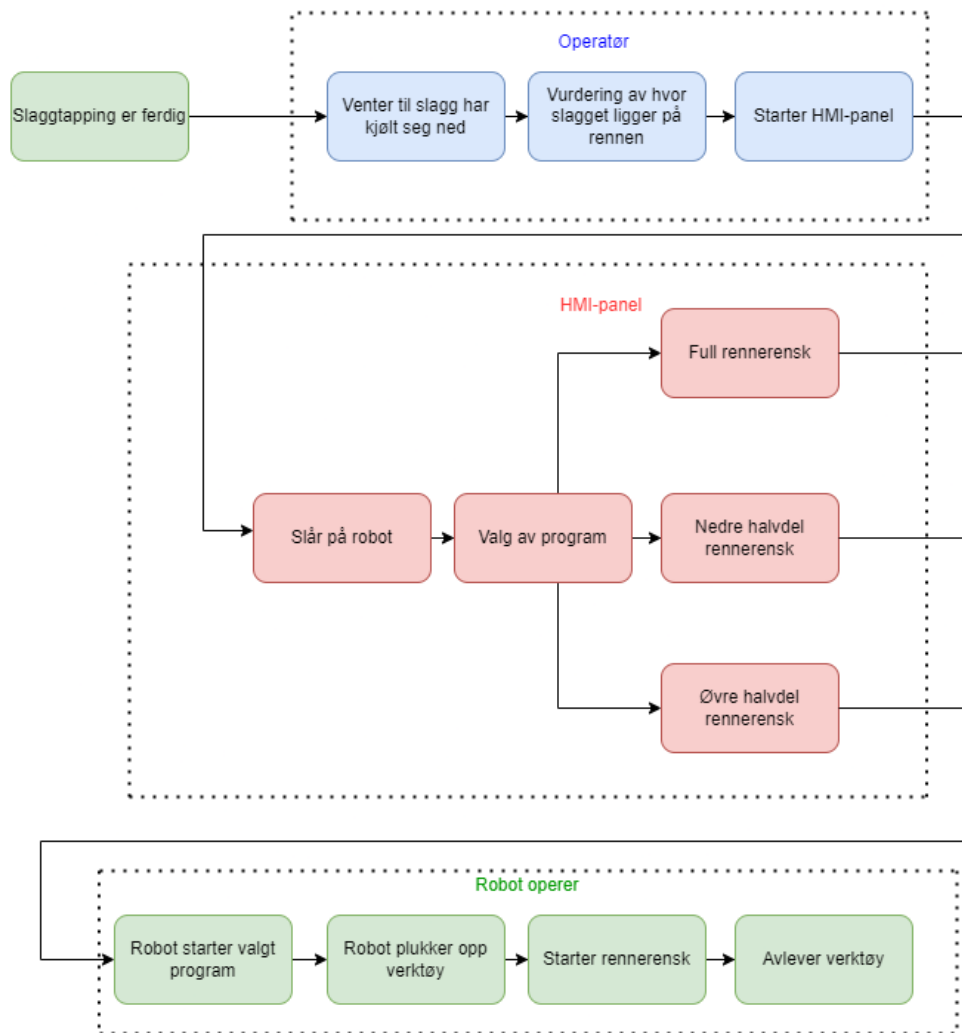 Operatør
Slaggtapping er ferdig
Venter til slagg har
kjølt seg ned
Vurdering av hvor
slagget ligger på
rennen
Starter HMI-panel
HMI-panel
Full rennerensk
Slår på robot
Valg av program
Nedre halvdel
rennerensk
Øvre halvdel
rennerensk
Robot operer
Robot starter valgt
program
Robot plukker opp
verktøy
Starter rennerensk
Avlever verktøy